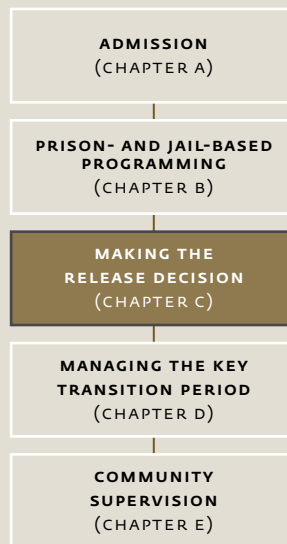 ADMISSION
(CHAPTER A)
PRISON- AND JAIL-BASED
PROGRAMMING
(CHAPTER B)
MAKING THE
RELEASE DECISION
(CHAPTER C)
MANAGING THE KEY
TRANSITION PERIOD
(CHAPTER D)
COMMUNITY
SUPERVISION
(CHAPTER E)